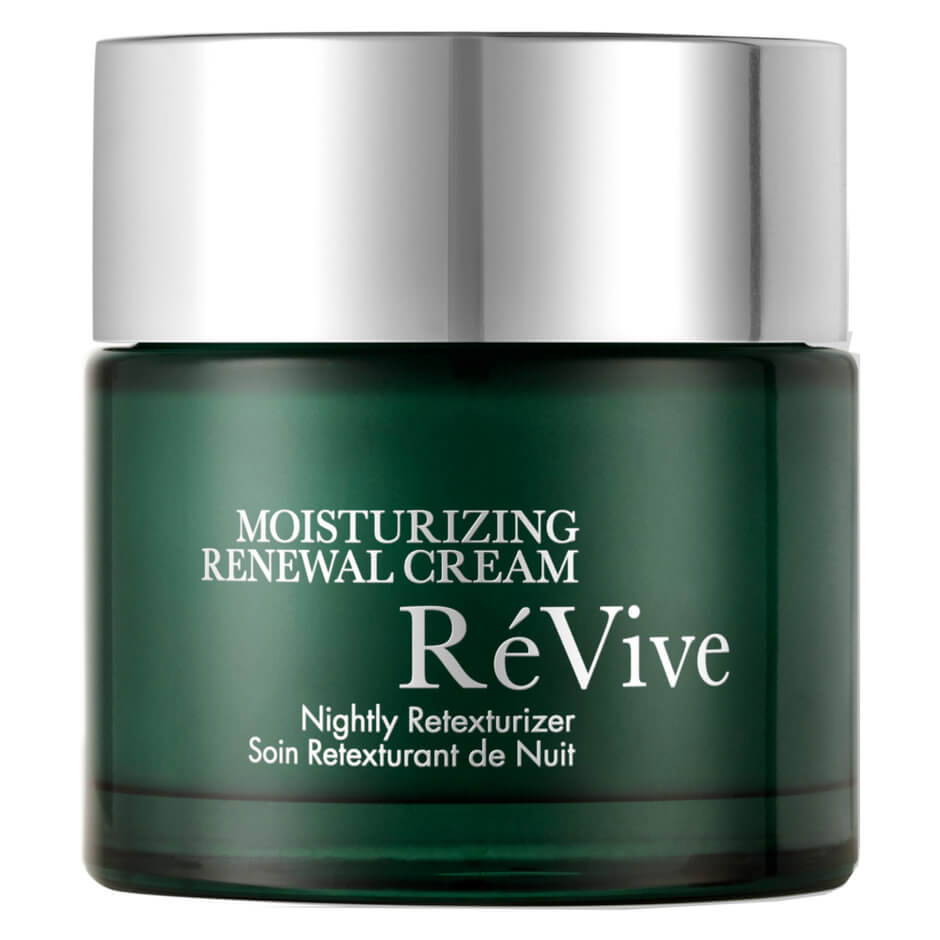 MOISTURIZING
RENEWAL CREAM
RéVive
Nightly Retexturizer
Soin Retexturant de Nuit